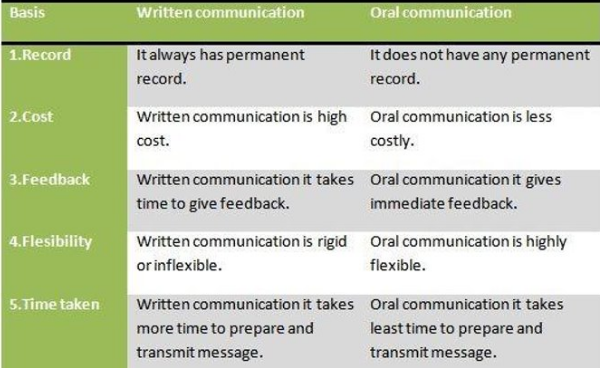 Basis Written communication Oral communication
1.Record It always has permanent It does not have any permanent
record. record.
2.Cost Written communication is high Oral communication is less
cost. costly.
3.Feedback Written communication it takes Oral communication it gives
time to give feedback. immediate feedback.
4.Flesibility Written communication is rigid Oral communication is highly
or inflexible. flexible.
5.Time taken Written communication it takes Oral communication it takes
more time to prepare and least time to prepare and
transmit message. transmit message.